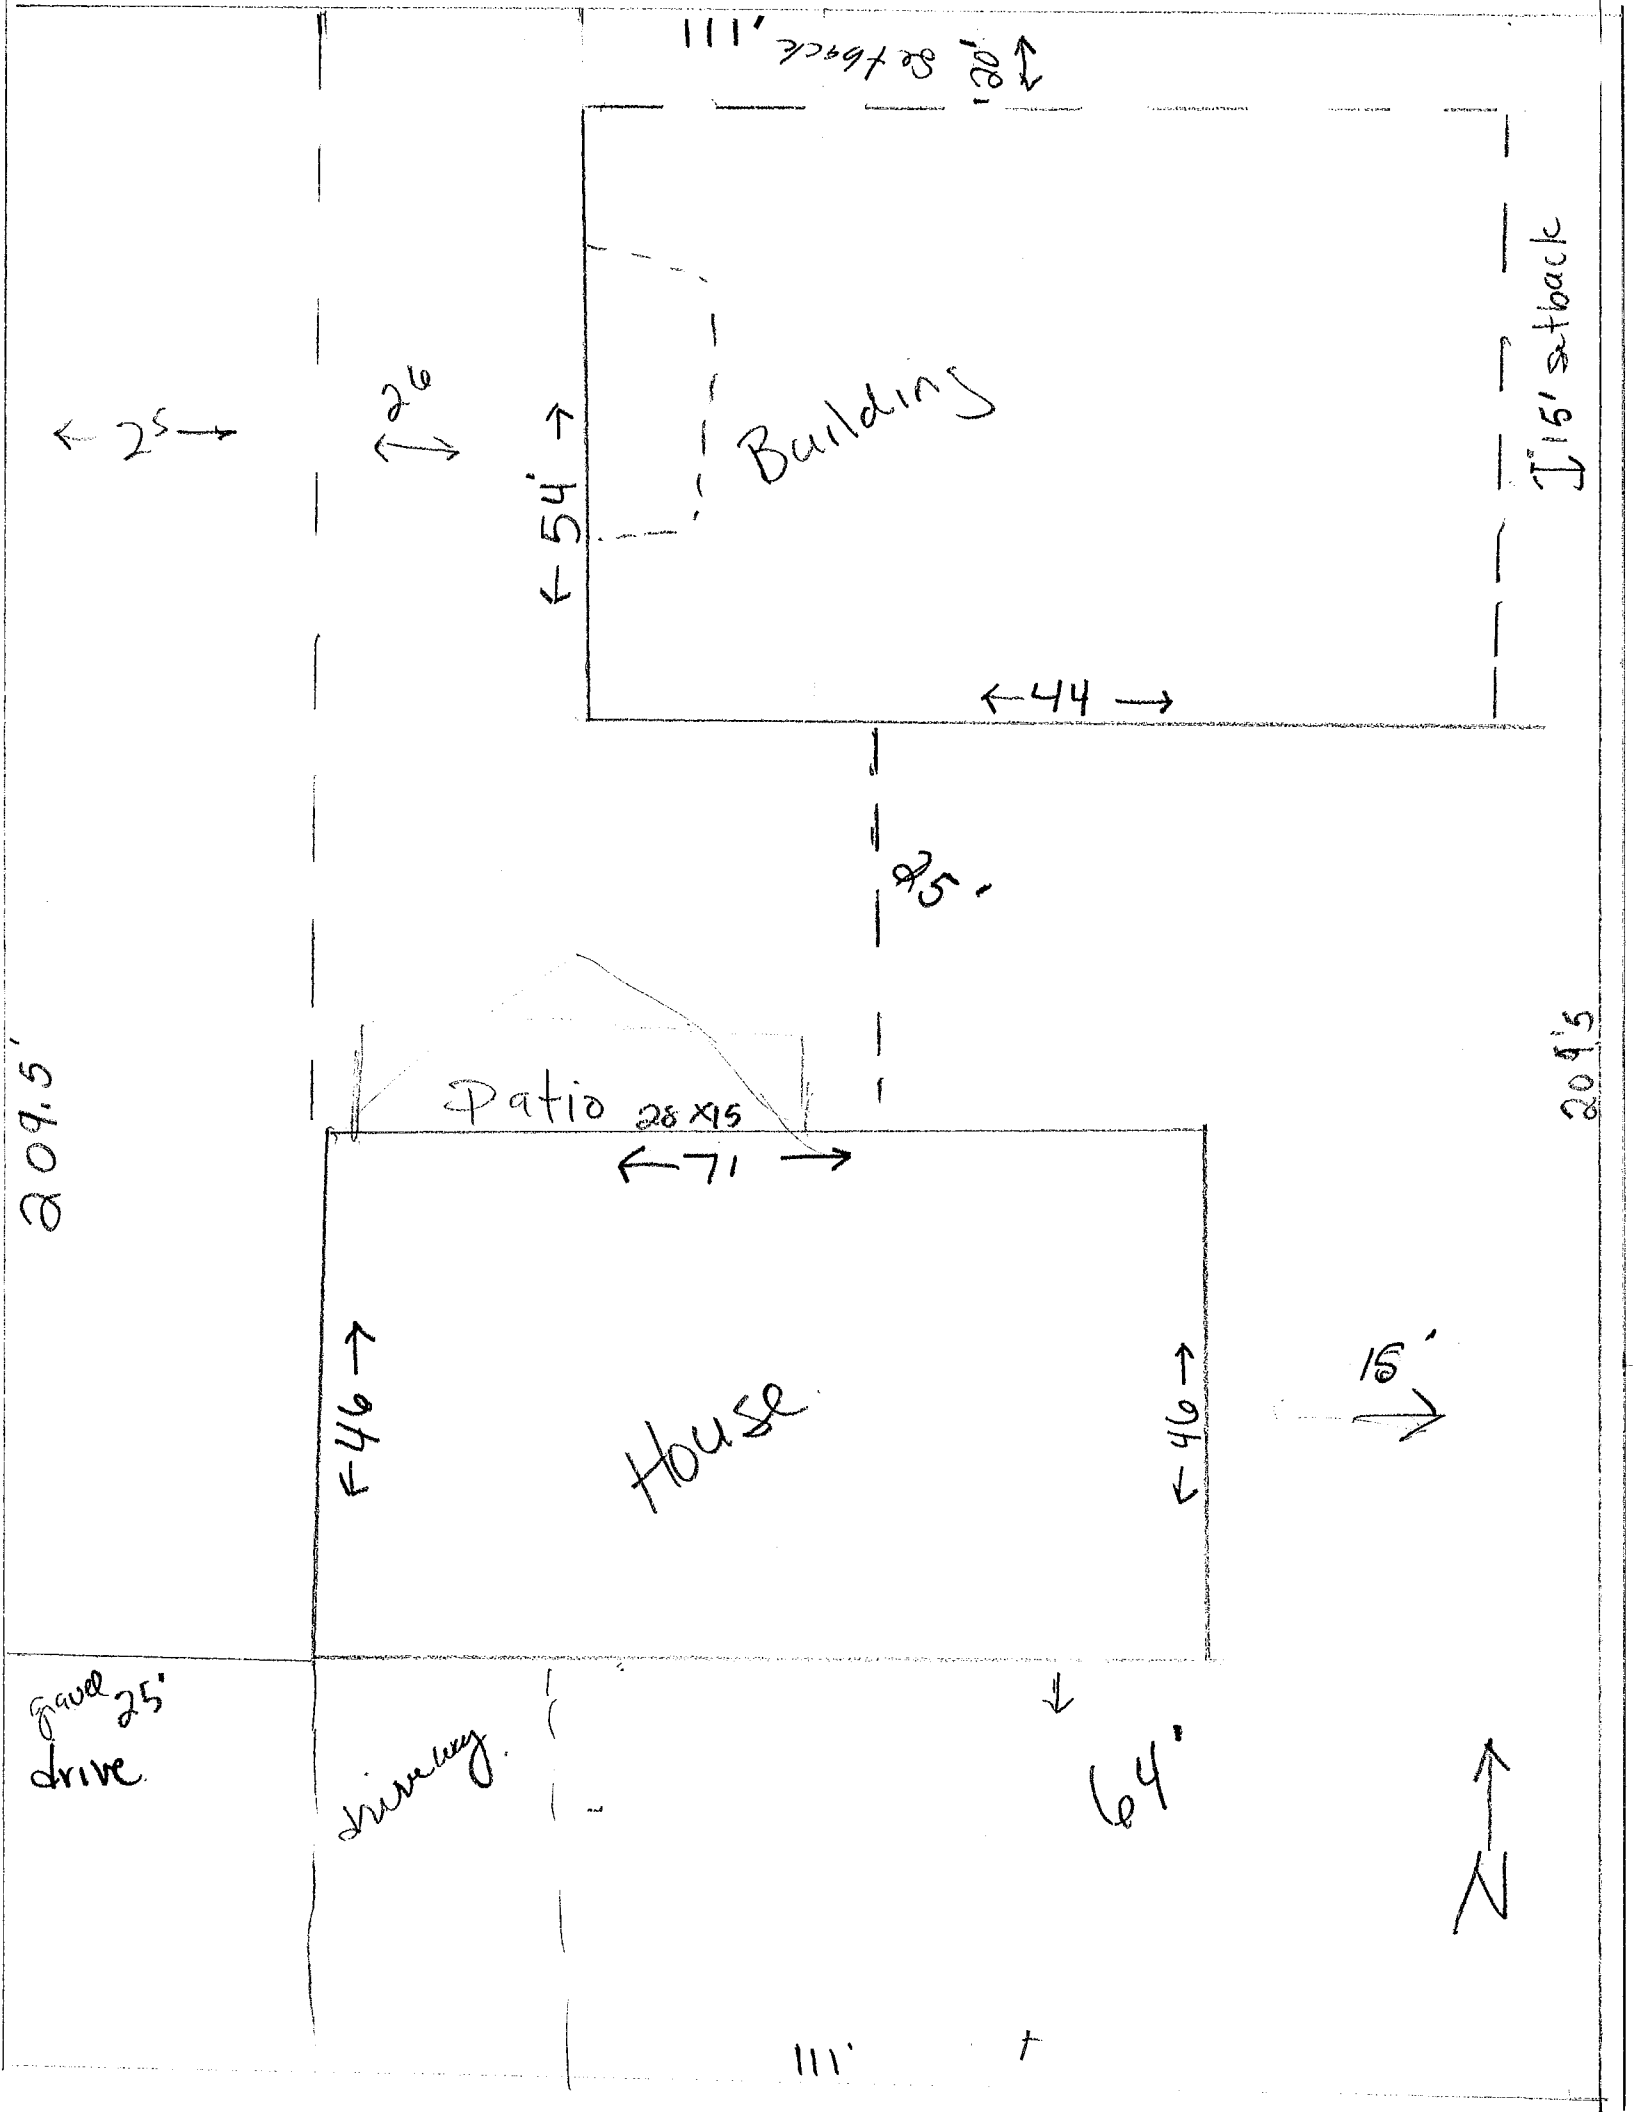 111'
20' setback
15' setback
25
26
54'
Building
44
25'
209.5'
209.5
Patio 28x15
71
46
House
46
15'
gravel 25'
drive
driveway
64'
N
111'